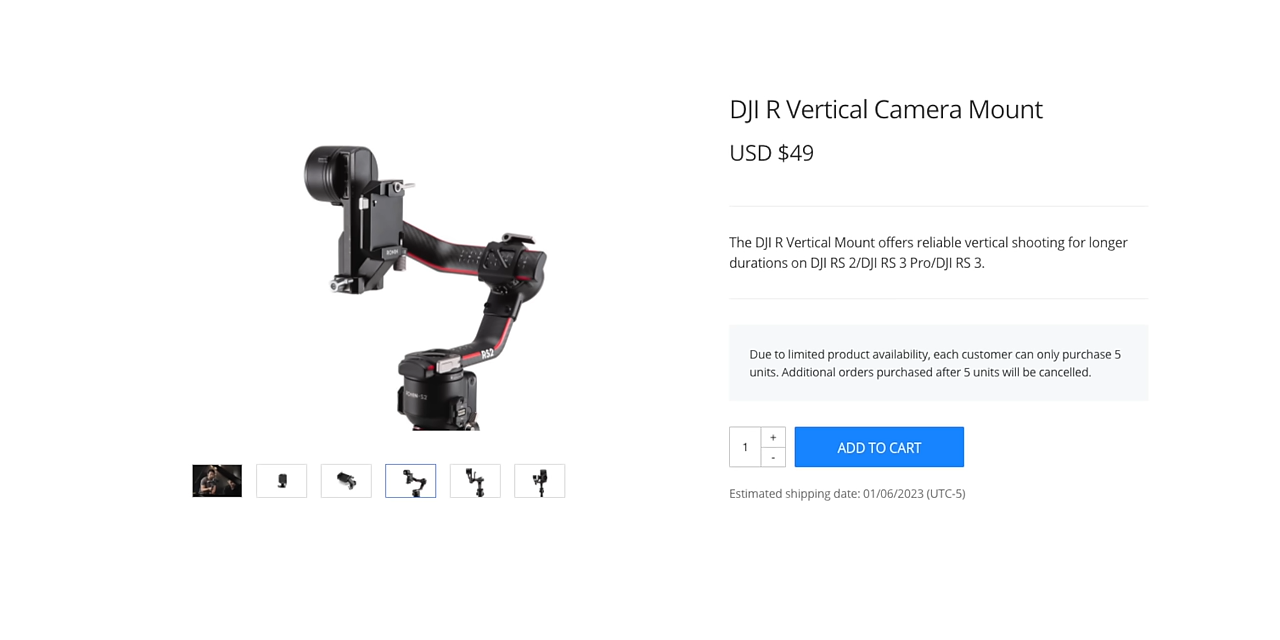 DJI R Vertical Camera Mount
USD $49
The DJI R Vertical Mount offers reliable vertical shooting for longer
durations on DJI RS 2/DJI RS 3 Pro/DJI RS 3.
Due to limited product availability, each customer can only purchase 5
units. Additional orders purchased after 5 units will be cancelled.
1
+
-
ADD TO CART
Estimated shipping date: 01/06/2023 (UTC-5)
RS2